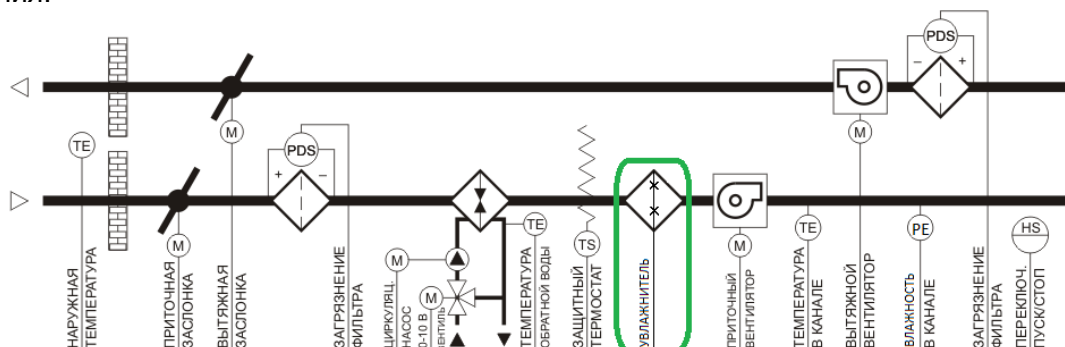 PDS
- +
M
TE
M
PDS
+ -
M
TE
TS
M
TE
PE
HS
M
M
M
НАРУЖНАЯ
ТЕМПЕРАТУРА
ПРИТОЧНАЯ
ЗАСЛОНКА
ВЫТЯЖНАЯ
ЗАСЛОНКА
ЗАГРЯЗНЕНИЕ
ФИЛЬТРА
ЦИРКУЛЯЦ.
НАСОС
0-10 В
ВЕНТИЛЬ
ТЕМПЕРАТУРА
ОБРАТНОЙ ВОДЫ
ЗАЩИТНЫЙ
ТЕРМОСТАТ
УВЛАЖНИТЕЛЬ
ПРИТОЧНЫЙ
ВЕНТИЛЯТОР
ТЕМПЕРАТУРА
В КАНАЛЕ
ВЫТЯЖНОЙ
ВЕНТИЛЯТОР
ВЛАЖНОСТЬ
В КАНАЛЕ
ЗАГРЯЗНЕНИЕ
ФИЛЬТРА
ПЕРЕКЛЮЧ.
ПУСК/СТОП